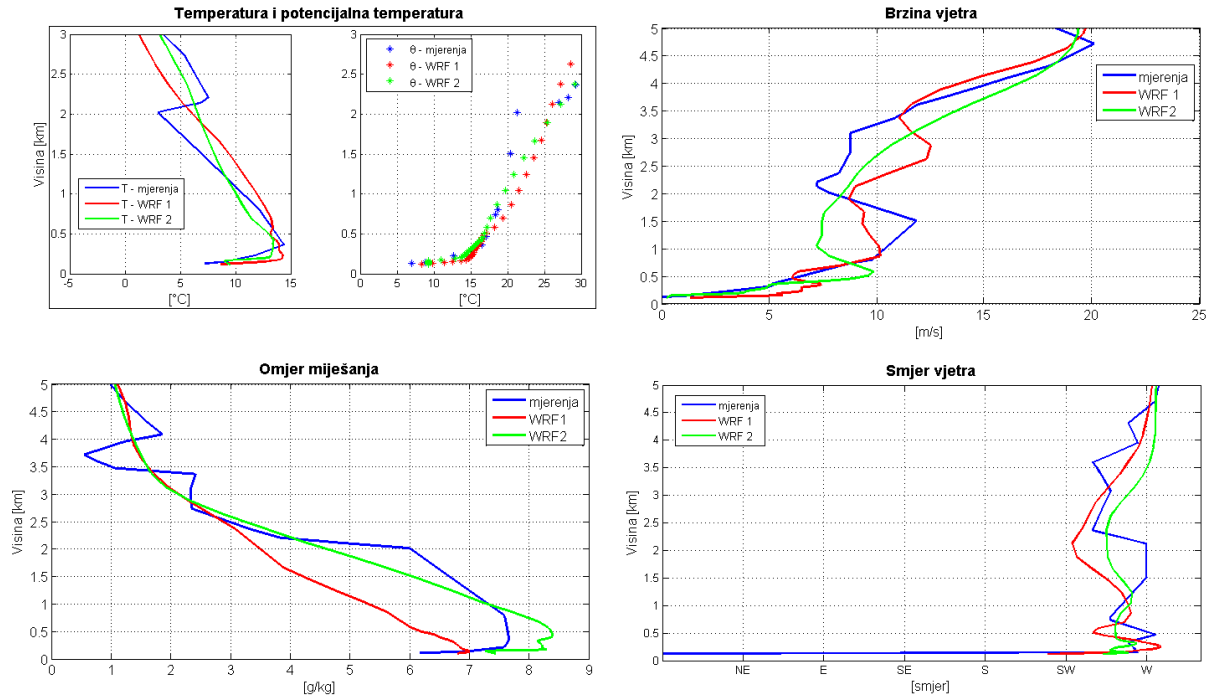 Temperatura i potencijalna temperatura
3
2.5
2
1.5
1
0.5
0
Visina [km]
T - mjerenja
T - WRF 1
T - WRF 2
-5
0
5
10
15
[°C]
3
2.5
2
1.5
1
0.5
0
θ - mjerenja
θ - WRF 1
θ - WRF 2
0
5
10
15
20
25
30
[°C]
Brzina vjetra
5
4.5
4
3.5
3
2.5
2
1.5
1
0.5
0
Visina [km]
mjerenja
WRF 1
WRF2
0
5
10
15
20
25
[m/s]
Omjer miješanja
5
4.5
4
3.5
3
2.5
2
1.5
1
0.5
0
Visina [km]
mjerenja
WRF1
WRF2
0
1
2
3
4
5
6
7
8
9
[g/kg]
Smjer vjetra
5
4.5
4
3.5
3
2.5
2
1.5
1
0.5
0
Visina [km]
mjerenja
WRF 1
WRF 2
NE
E
SE
S
SW
W
[smjer]